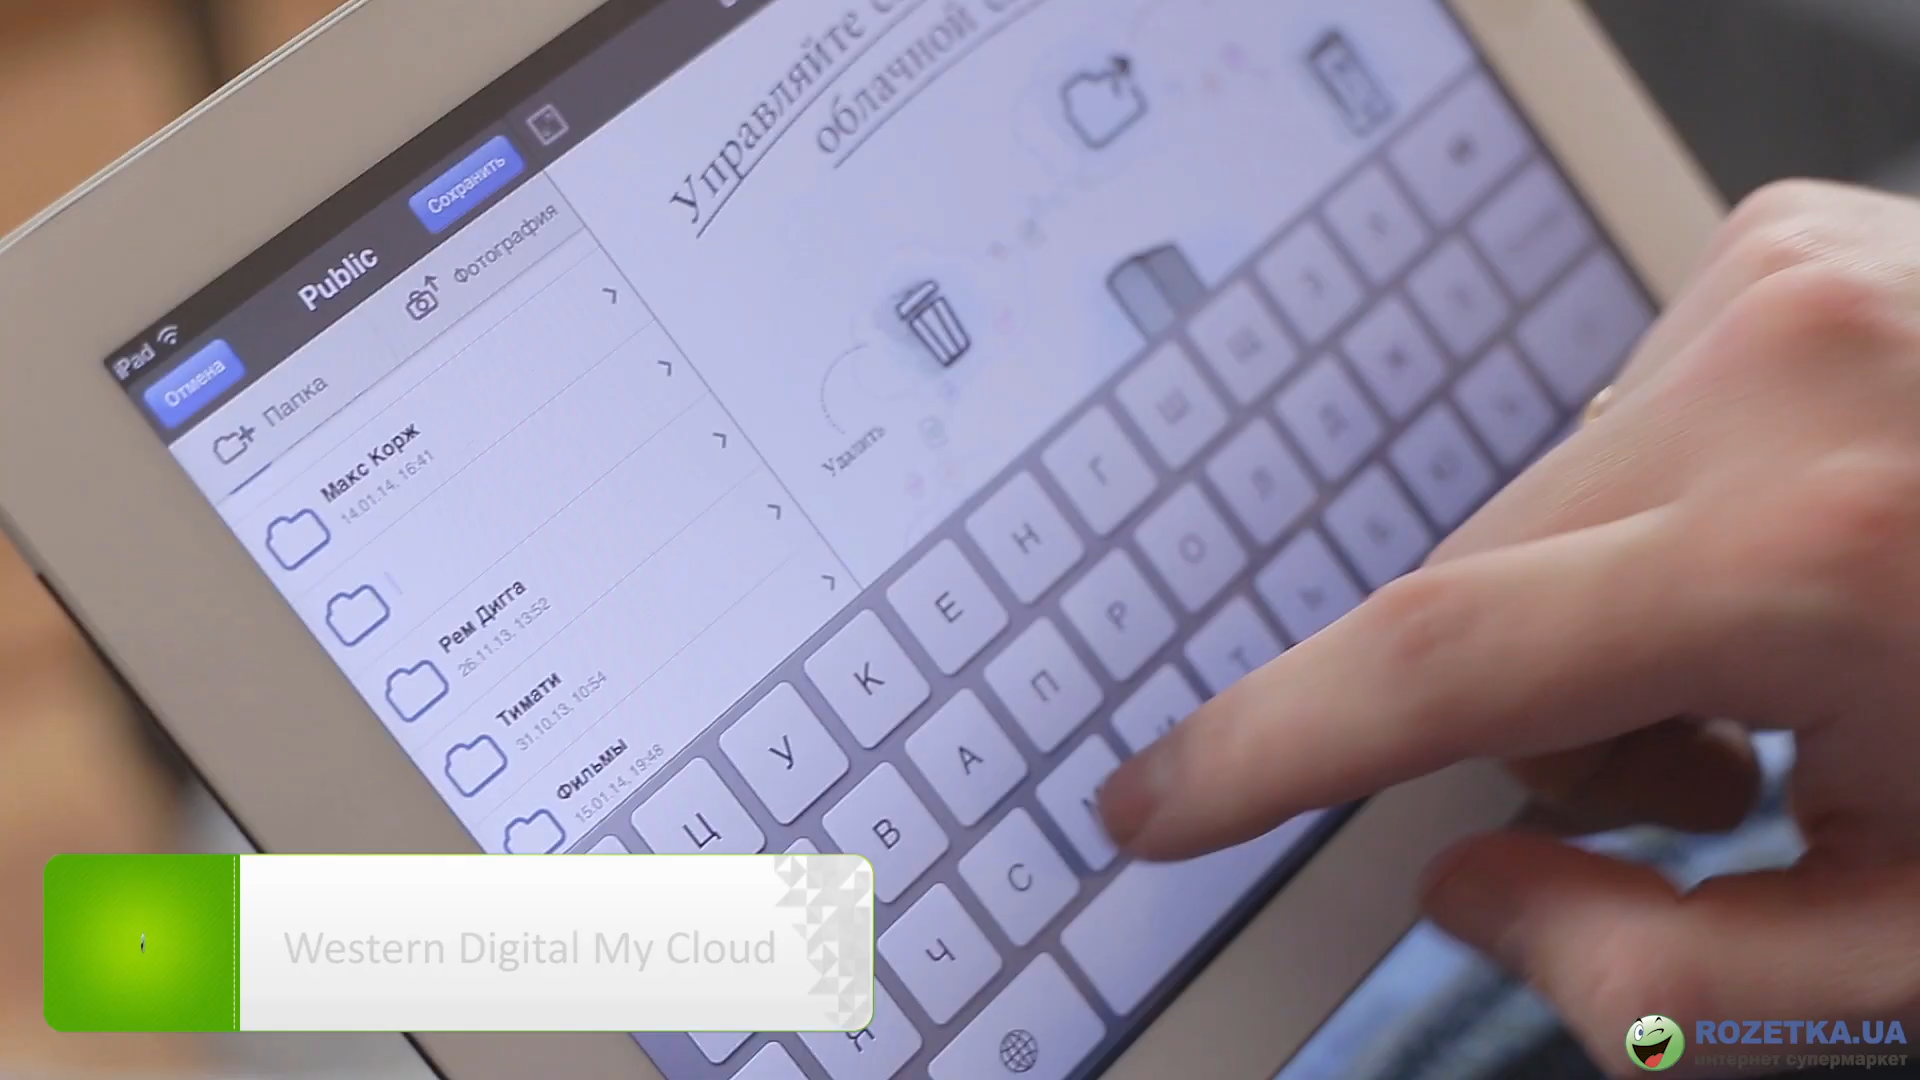 iPad
Отмена
Public
Сохранить
Папка
Фотография
Макс Корж
14.01.14, 16:41
Рем Дигга
26.11.13, 13:52
Тимати
31.10.13, 10:54
Фильмы
15.01.14, 19:48
Управляйте
облачной
Удалить
Ц У К Е Н Г Ш Щ З Х
В А П Р О Л Д Ж Э
Я Ч С М И Т Ь Б Ю
Western Digital My Cloud
ROZETKA.UA
интернет супермаркет